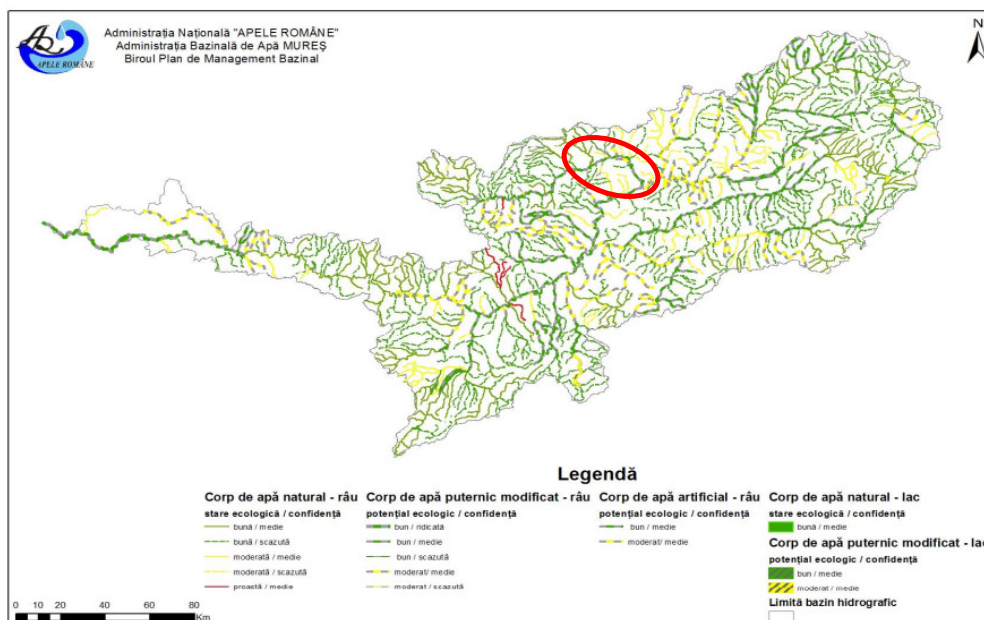 Administrația Națională "APELE ROMÂNE"
Administrația Bazinală de Apă MUREȘ
Biroul Plan de Management Bazinal
APELE ROMÂNE
N
Legendă
Corp de apă natural - râu
stare ecologică / confidență
bună / medie
bună / scazută
moderată / medie
moderată / scazută
proastă / medie
Corp de apă puternic modificat - râu
potențial ecologic / confidență
bun / ridicată
bun / medie
bun / scazută
moderat/ medie
moderat / scazută
Corp de apă artificial - râu
potențial ecologic / confidență
bun / medie
moderat/ medie
Corp de apă natural - lac
stare ecologică / confidență
bună / medie
Corp de apă puternic modificat - lac
potențial ecologic / confidență
bun / medie
moderat / medie
Limită bazin hidrografic
0 10 20 40 60 80
Km